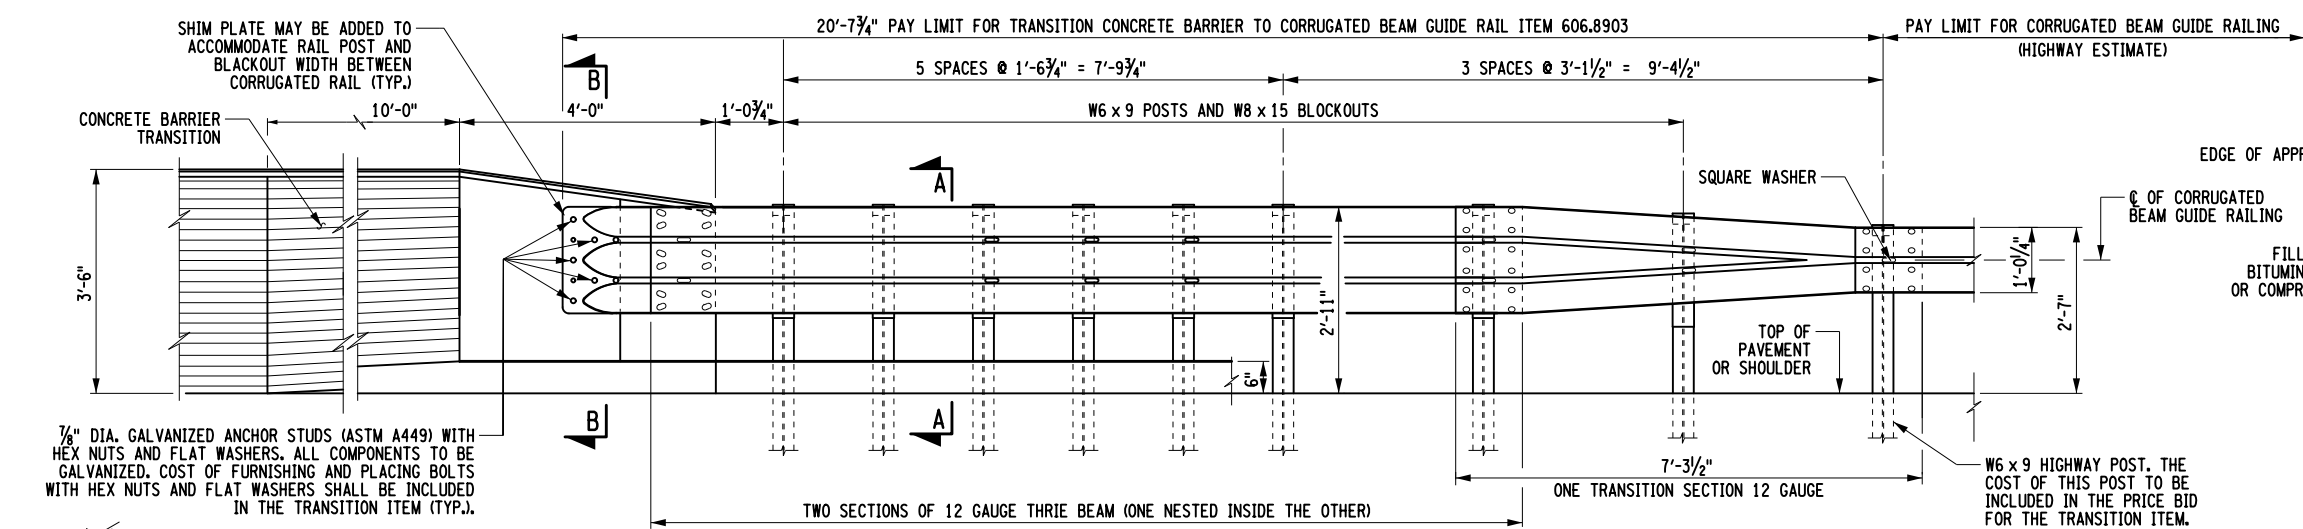 SHIM PLATE MAY BE ADDED TO
ACCOMMODATE RAIL POST AND
BLACKOUT WIDTH BETWEEN
CORRUGATED RAIL (TYP.)
20'-7¾" PAY LIMIT FOR TRANSITION CONCRETE BARRIER TO CORRUGATED BEAM GUIDE RAIL ITEM 606.8903
PAY LIMIT FOR CORRUGATED BEAM GUIDE RAILING
(HIGHWAY ESTIMATE)
B
5 SPACES @ 1'-6¾" = 7'-9¾"
3 SPACES @ 3'-1½" = 9'-4½"
10'-0"
4'-0"
1'-0¾"
W6 x 9 POSTS AND W8 x 15 BLOCKOUTS
CONCRETE BARRIER
TRANSITION
A
SQUARE WASHER
EDGE OF APPR
℄ OF CORRUGATED
BEAM GUIDE RAILING
3'-6"
2'-11"
1'-0¼"
2'-7"
FILL
BITUMIN
OR COMPR
TOP OF
PAVEMENT
OR SHOULDER
6"
B
A
⅞" DIA. GALVANIZED ANCHOR STUDS (ASTM A449) WITH
HEX NUTS AND FLAT WASHERS. ALL COMPONENTS TO BE
GALVANIZED. COST OF FURNISHING AND PLACING BOLTS
WITH HEX NUTS AND FLAT WASHERS SHALL BE INCLUDED
IN THE TRANSITION ITEM (TYP.).
7'-3½"
ONE TRANSITION SECTION 12 GAUGE
TWO SECTIONS OF 12 GAUGE THRIE BEAM (ONE NESTED INSIDE THE OTHER)
W6 x 9 HIGHWAY POST. THE
COST OF THIS POST TO BE
INCLUDED IN THE PRICE BID
FOR THE TRANSITION ITEM.